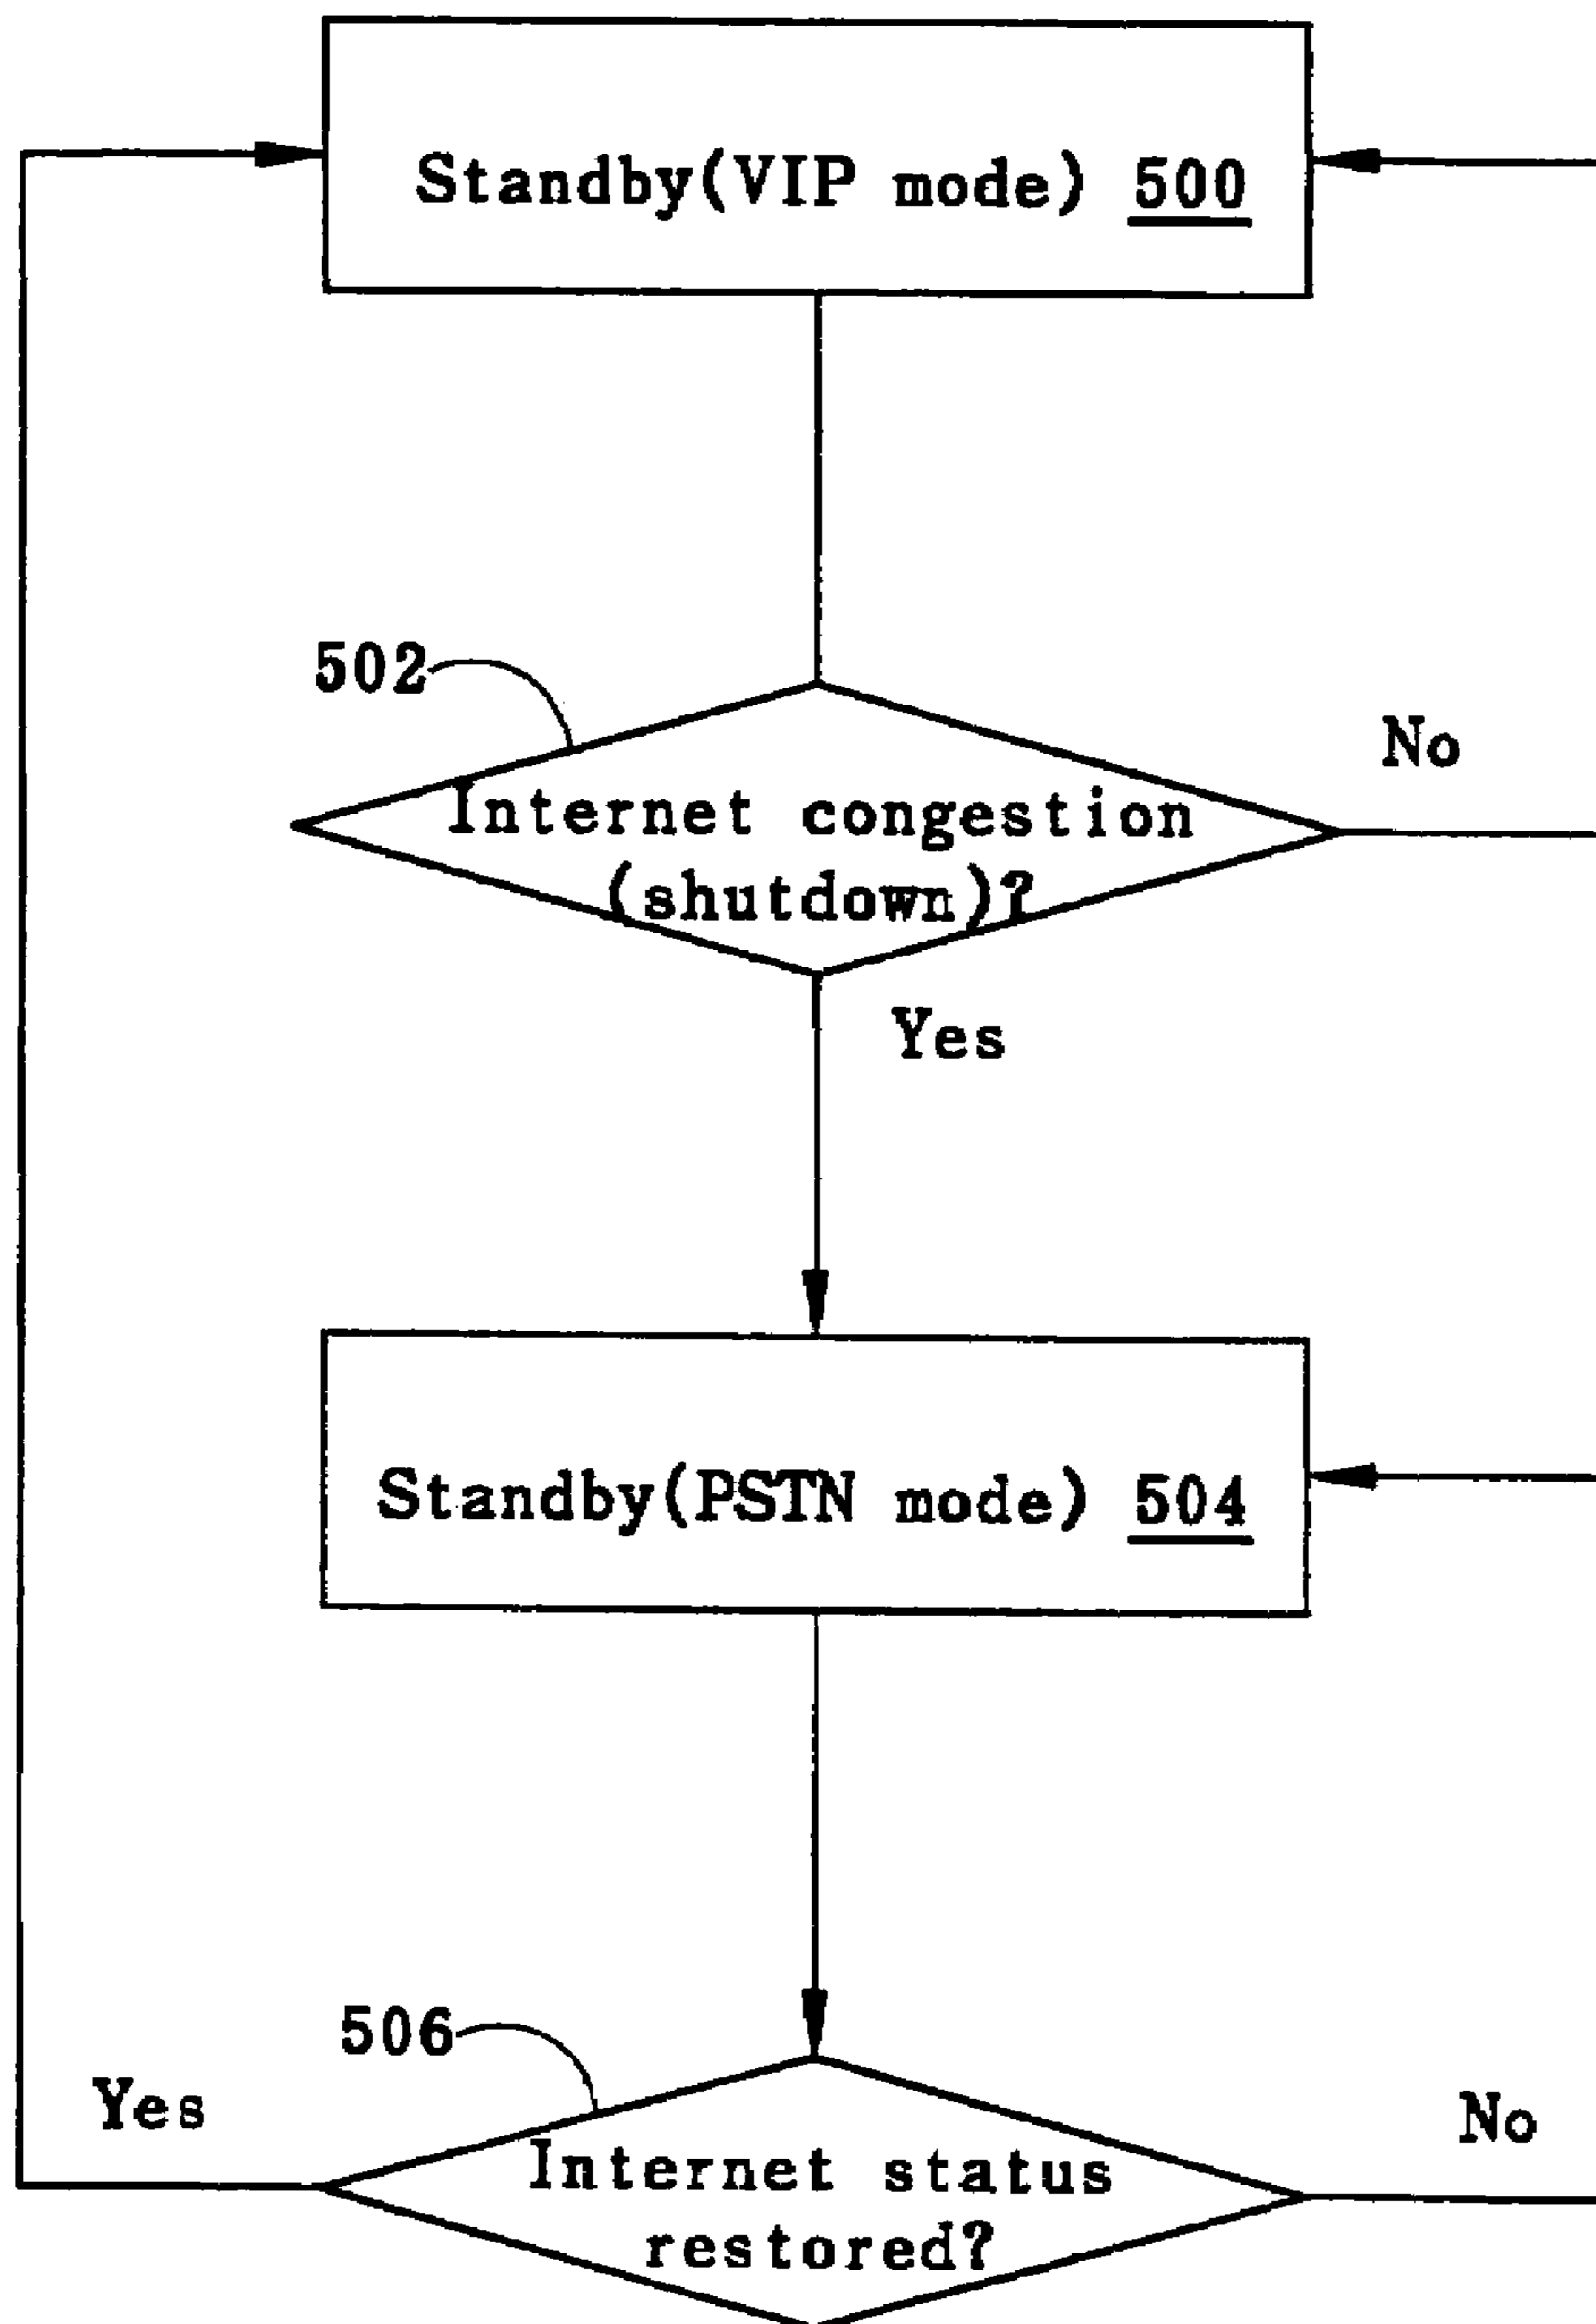 Standby(VIP mode) 500
502
No
Internet congestion
(shutdown)?
Yes
Standby(PSTN mode) 504
506
Yes
No
Internet status
restored?